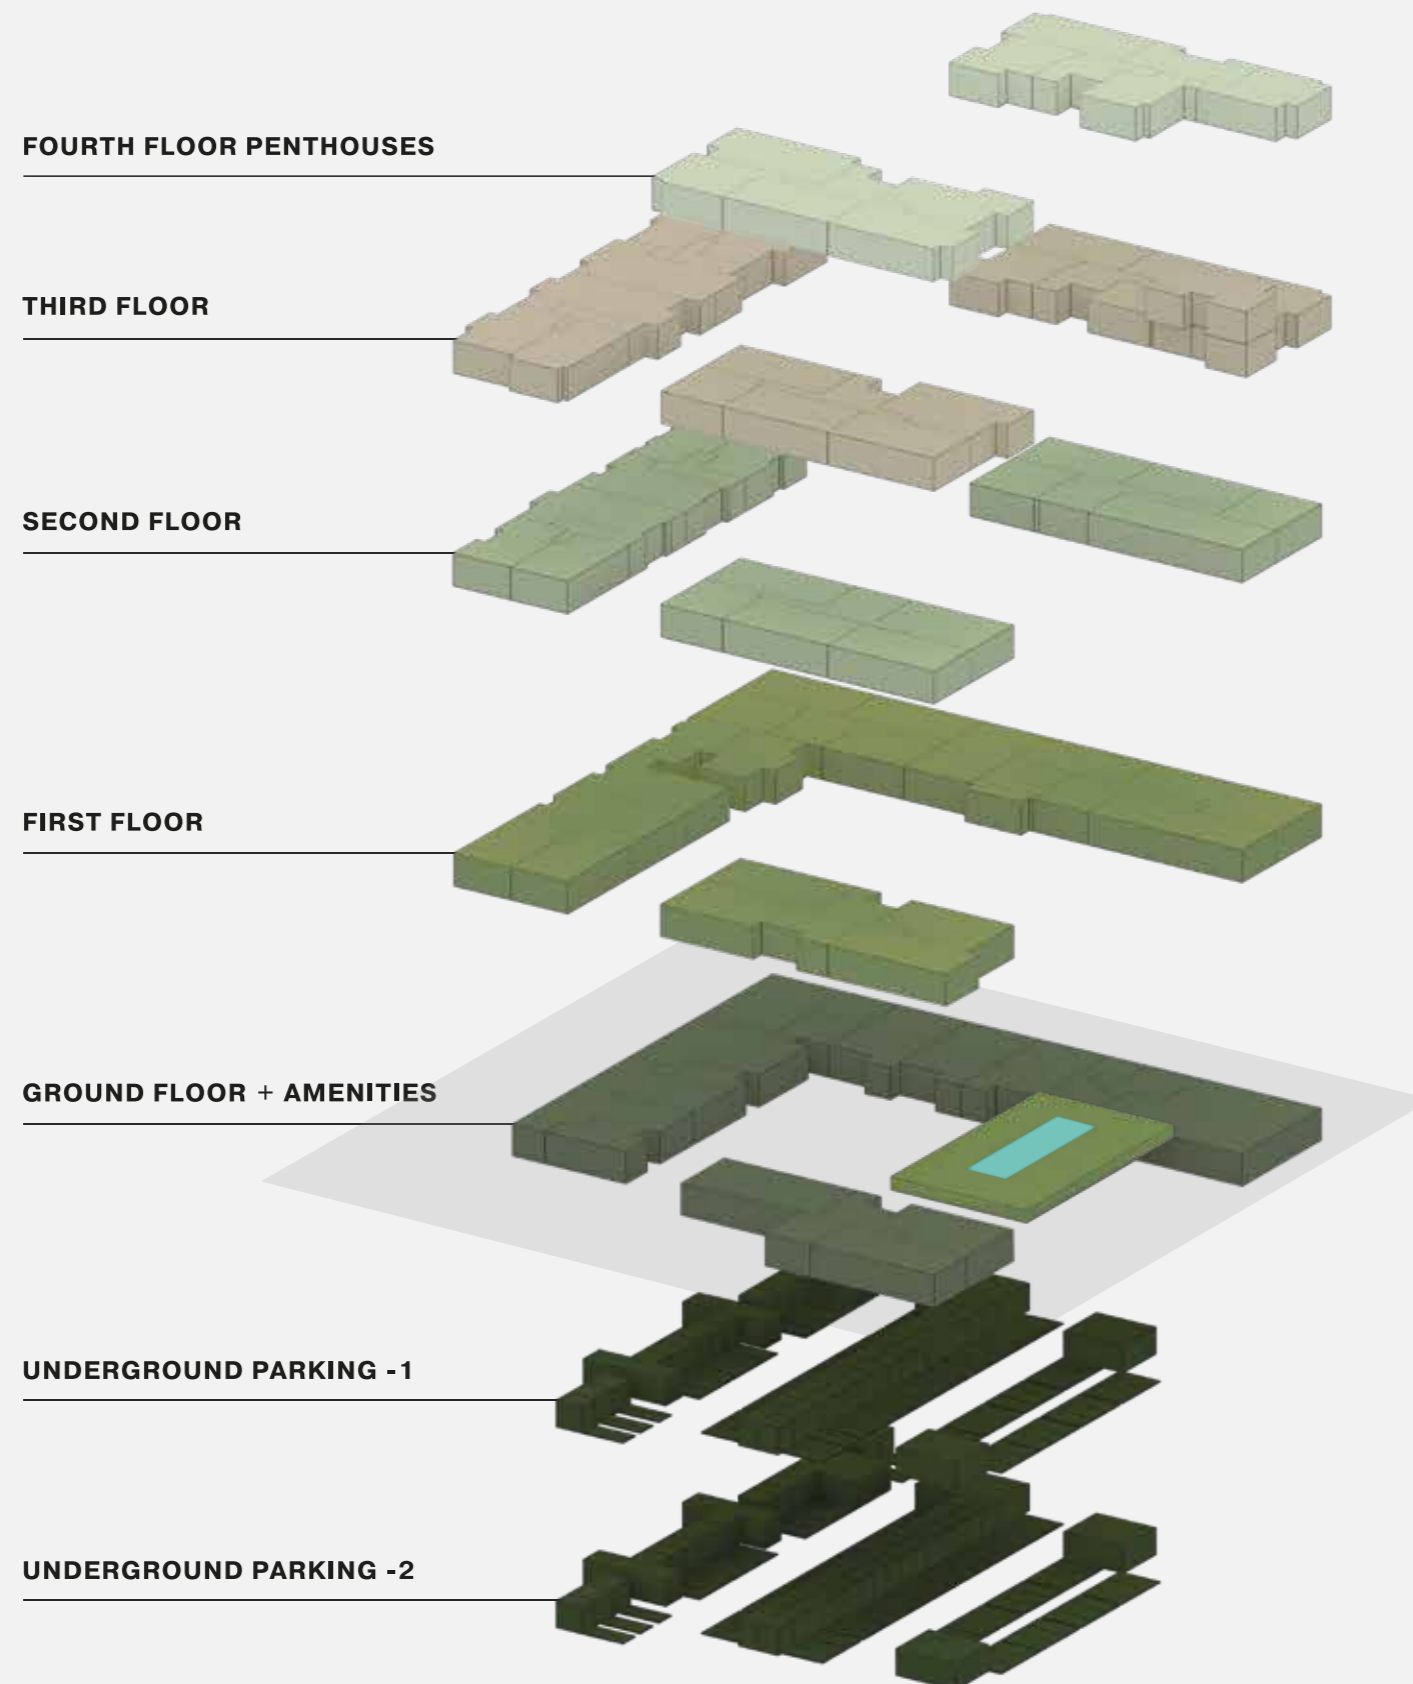 FOURTH FLOOR PENTHOUSES
THIRD FLOOR
SECOND FLOOR
FIRST FLOOR
GROUND FLOOR + AMENITIES
UNDERGROUND PARKING -1
UNDERGROUND PARKING -2